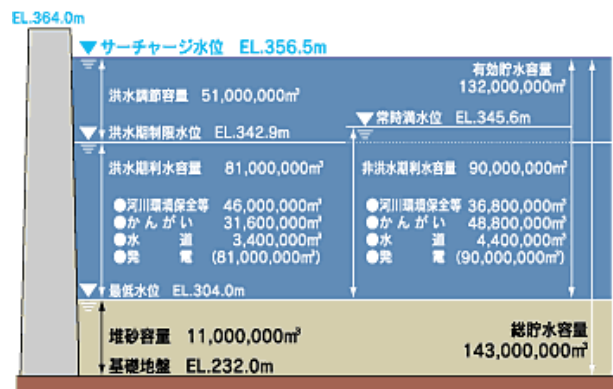 EL.364.0m
▼サーチャージ水位 EL.356.5m
有効貯水容量
132,000,000㎥
洪水調節容量 51,000,000㎥
▼常時満水位 EL.345.6m
▼洪水期制限水位 EL.342.9m
洪水期利水容量 81,000,000㎥
●河川環境保全等 46,000,000㎥
●かんがい 31,600,000㎥
●水道 3,400,000㎥
●発電 (81,000,000㎥)
非洪水期利水容量 90,000,000㎥
●河川環境保全等 36,800,000㎥
●かんがい 48,800,000㎥
●水道 4,400,000㎥
●発電 (90,000,000㎥)
▼最低水位 EL.304.0m
堆砂容量 11,000,000㎥
総貯水容量
143,000,000㎥
基礎地盤 EL.232.0m